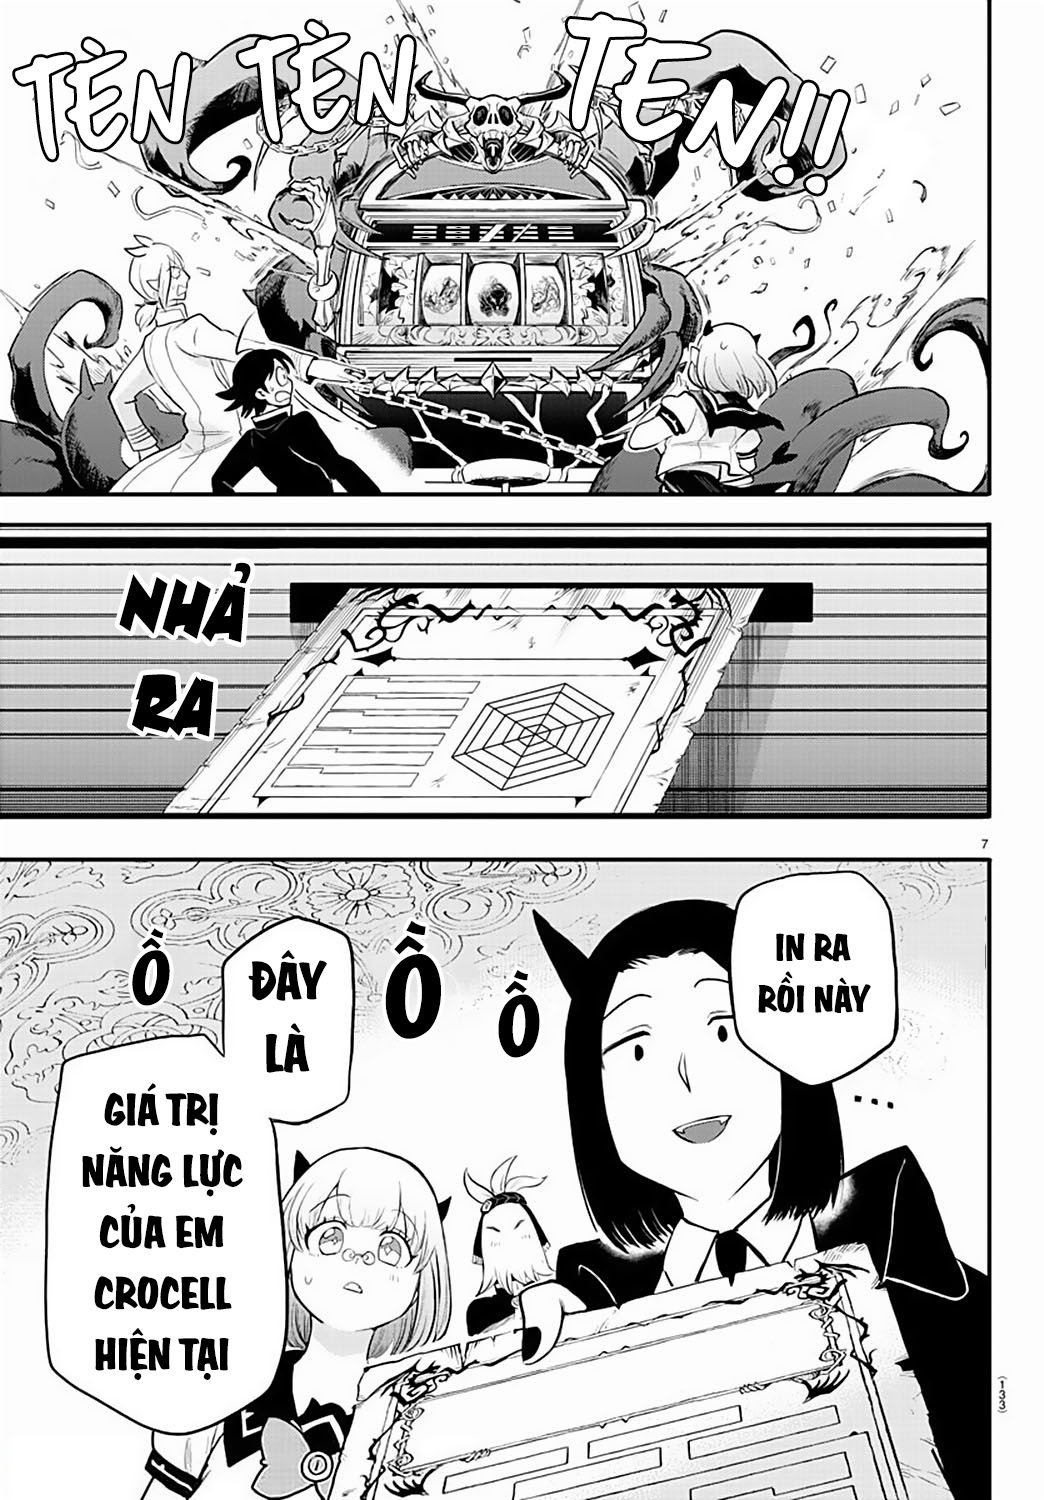 TÈN TÈN TEN!!
NHẢ
RA
7
IN RA
RỒI NÀY
...
Ồ
Ồ
Ồ
ĐÂY
LÀ
GIÁ TRỊ
NĂNG LỰC
CỦA EM
CROCELL
HIỆN TẠI
(133)